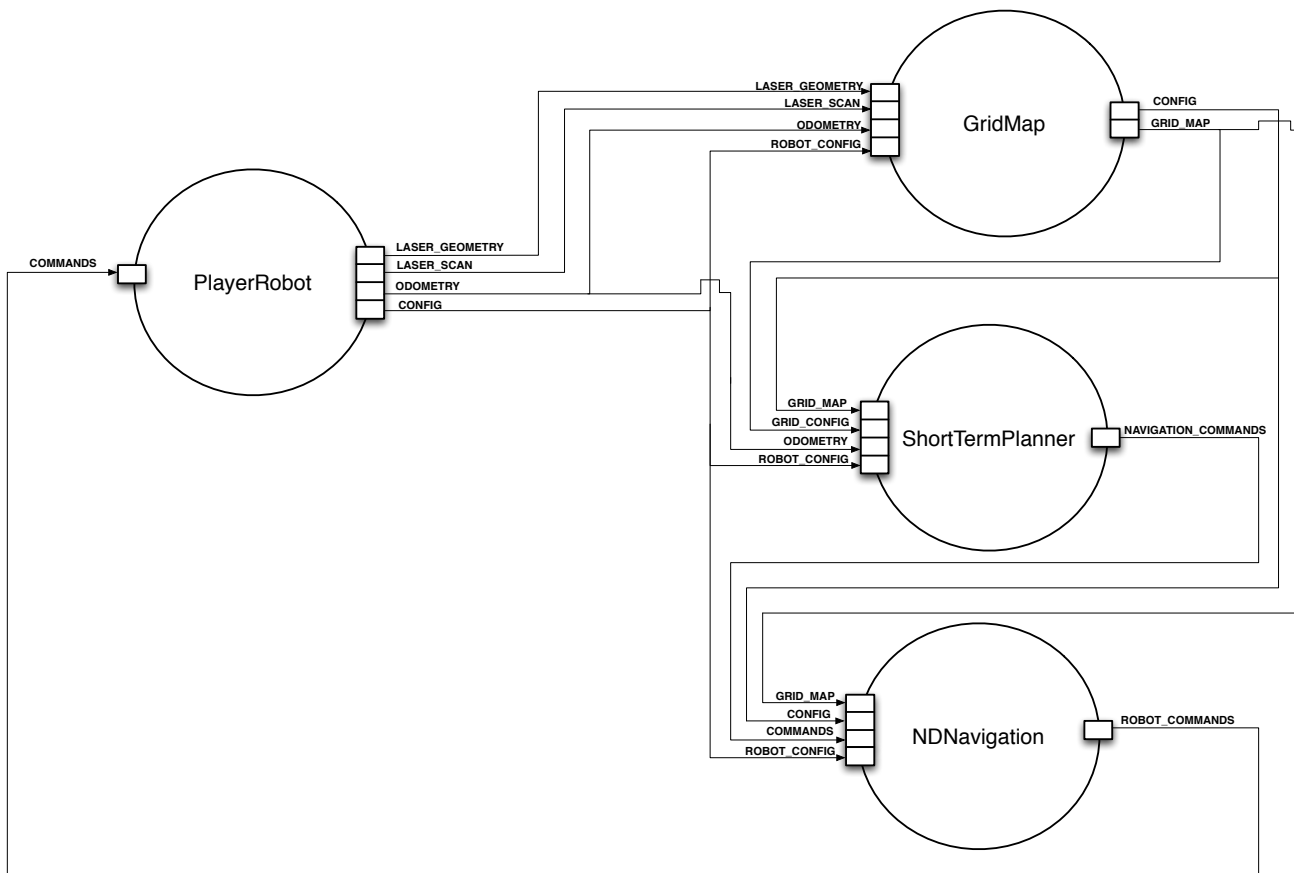 LASER_GEOMETRY
LASER_SCAN
ODOMETRY
ROBOT_CONFIG
GridMap
CONFIG
GRID_MAP
COMMANDS
PlayerRobot
LASER_GEOMETRY
LASER_SCAN
ODOMETRY
CONFIG
GRID_MAP
GRID_CONFIG
ODOMETRY
ROBOT_CONFIG
ShortTermPlanner
NAVIGATION_COMMANDS
GRID_MAP
CONFIG
COMMANDS
ROBOT_CONFIG
NDNavigation
ROBOT_COMMANDS